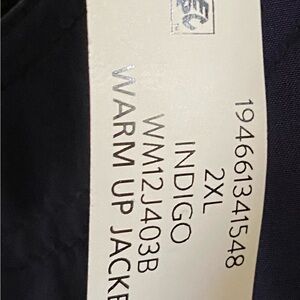 194661341548
2XL
INDIGO
WM12J403B
WARM UP JACKE